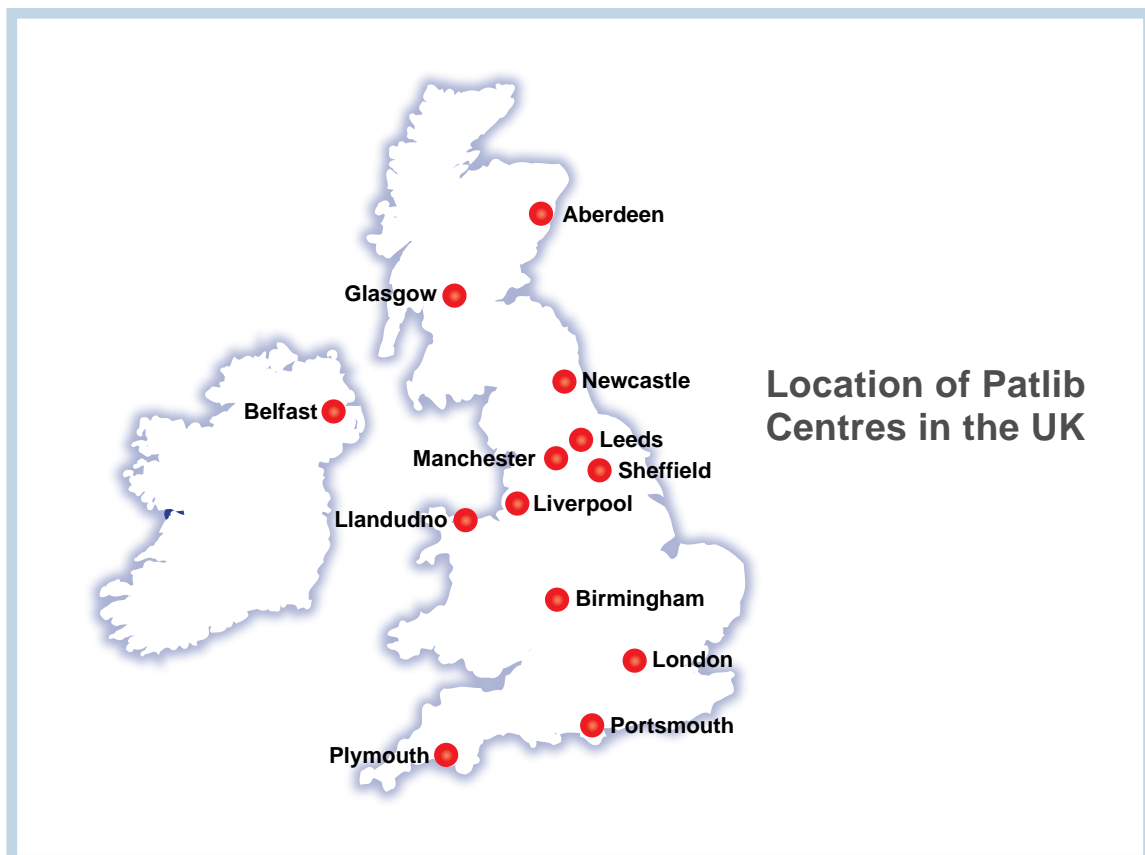 Aberdeen
Glasgow
Newcastle
Location of Patlib
Centres in the UK
Belfast
Leeds
Manchester
Sheffield
Liverpool
Llandudno
Birmingham
London
Portsmouth
Plymouth